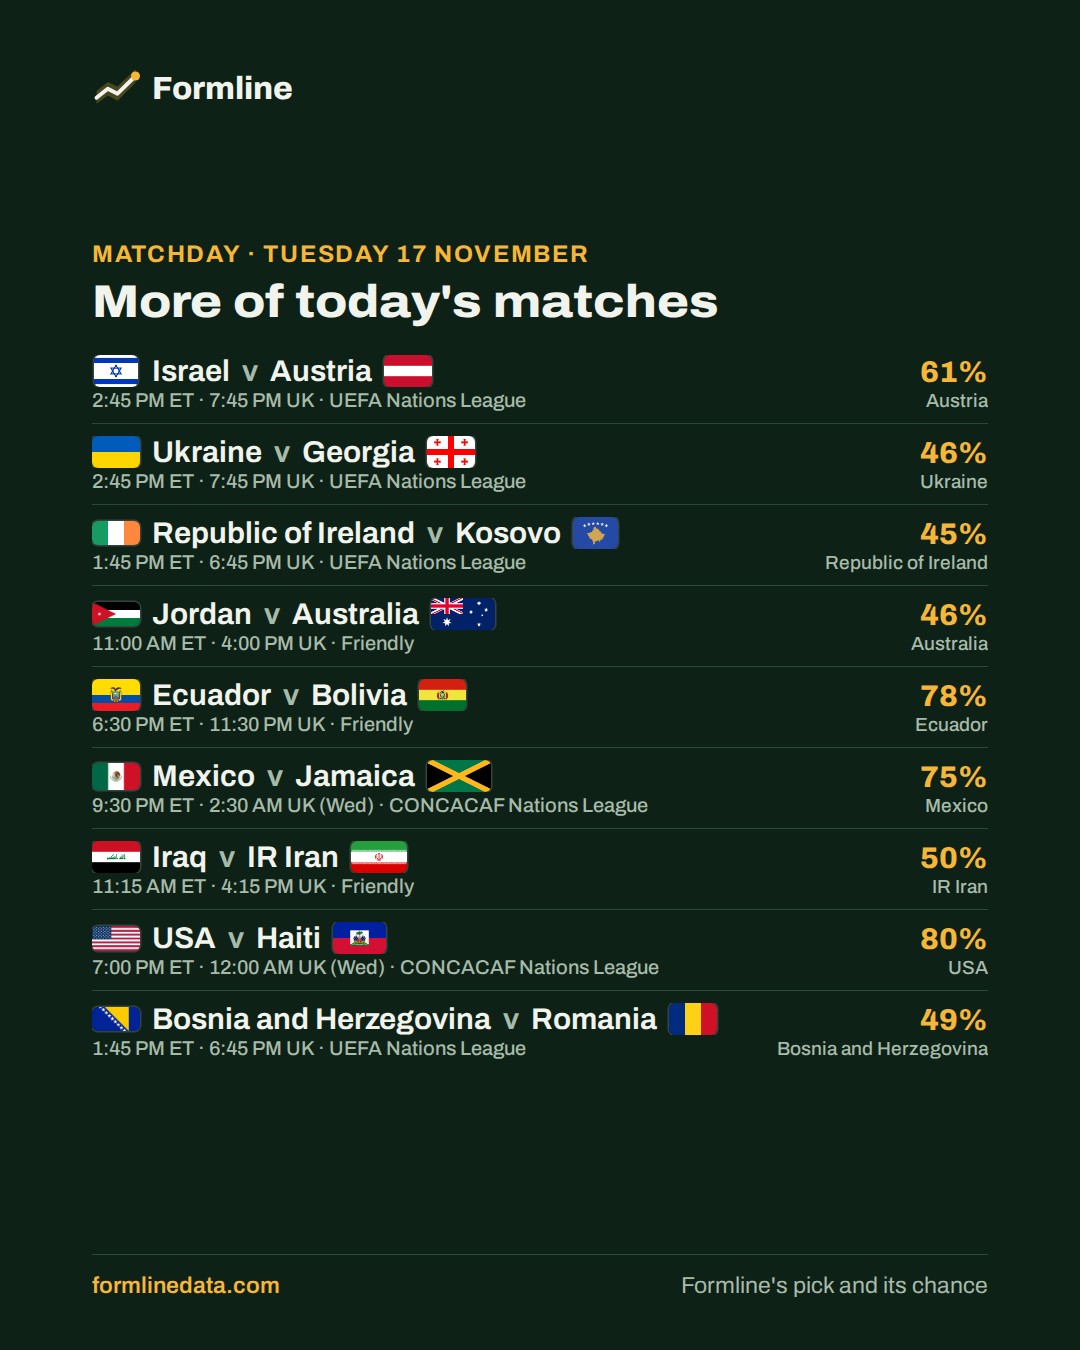 Formline
MATCHDAY · TUESDAY 17 NOVEMBER
More of today's matches
Israel v Austria
61%
2:45 PM ET · 7:45 PM UK · UEFA Nations League
Austria
Ukraine v Georgia
46%
2:45 PM ET · 7:45 PM UK · UEFA Nations League
Ukraine
Republic of Ireland v Kosovo
45%
1:45 PM ET · 6:45 PM UK · UEFA Nations League
Republic of Ireland
Jordan v Australia
46%
11:00 AM ET · 4:00 PM UK · Friendly
Australia
Ecuador v Bolivia
78%
6:30 PM ET · 11:30 PM UK · Friendly
Ecuador
Mexico v Jamaica
75%
9:30 PM ET · 2:30 AM UK (Wed) · CONCACAF Nations League
Mexico
Iraq v IR Iran
50%
11:15 AM ET · 4:15 PM UK · Friendly
IR Iran
USA v Haiti
80%
7:00 PM ET · 12:00 AM UK (Wed) · CONCACAF Nations League
USA
Bosnia and Herzegovina v Romania
49%
1:45 PM ET · 6:45 PM UK · UEFA Nations League
Bosnia and Herzegovina
formlinedata.com
Formline's pick and its chance